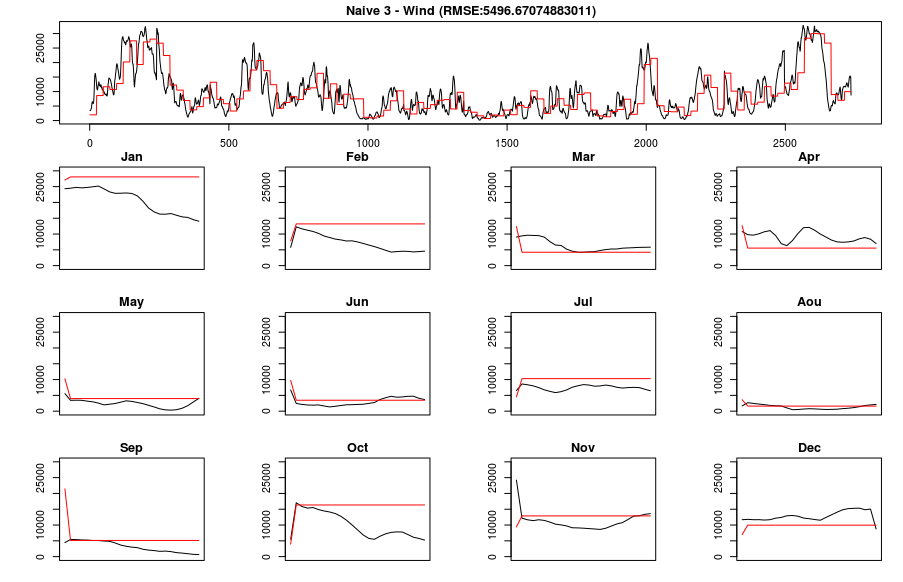 Naive 3 - Wind (RMSE:5496.67074883011)
0 10000 25000
0 500 1000 1500 2000 2500
Jan Feb Mar Apr
0 10000 25000 0 10000 25000 0 10000 25000 0 10000 25000
May Jun Jul Aou
0 10000 25000 0 10000 25000 0 10000 25000 0 10000 25000
Sep Oct Nov Dec
0 10000 25000 0 10000 25000 0 10000 25000 0 10000 25000